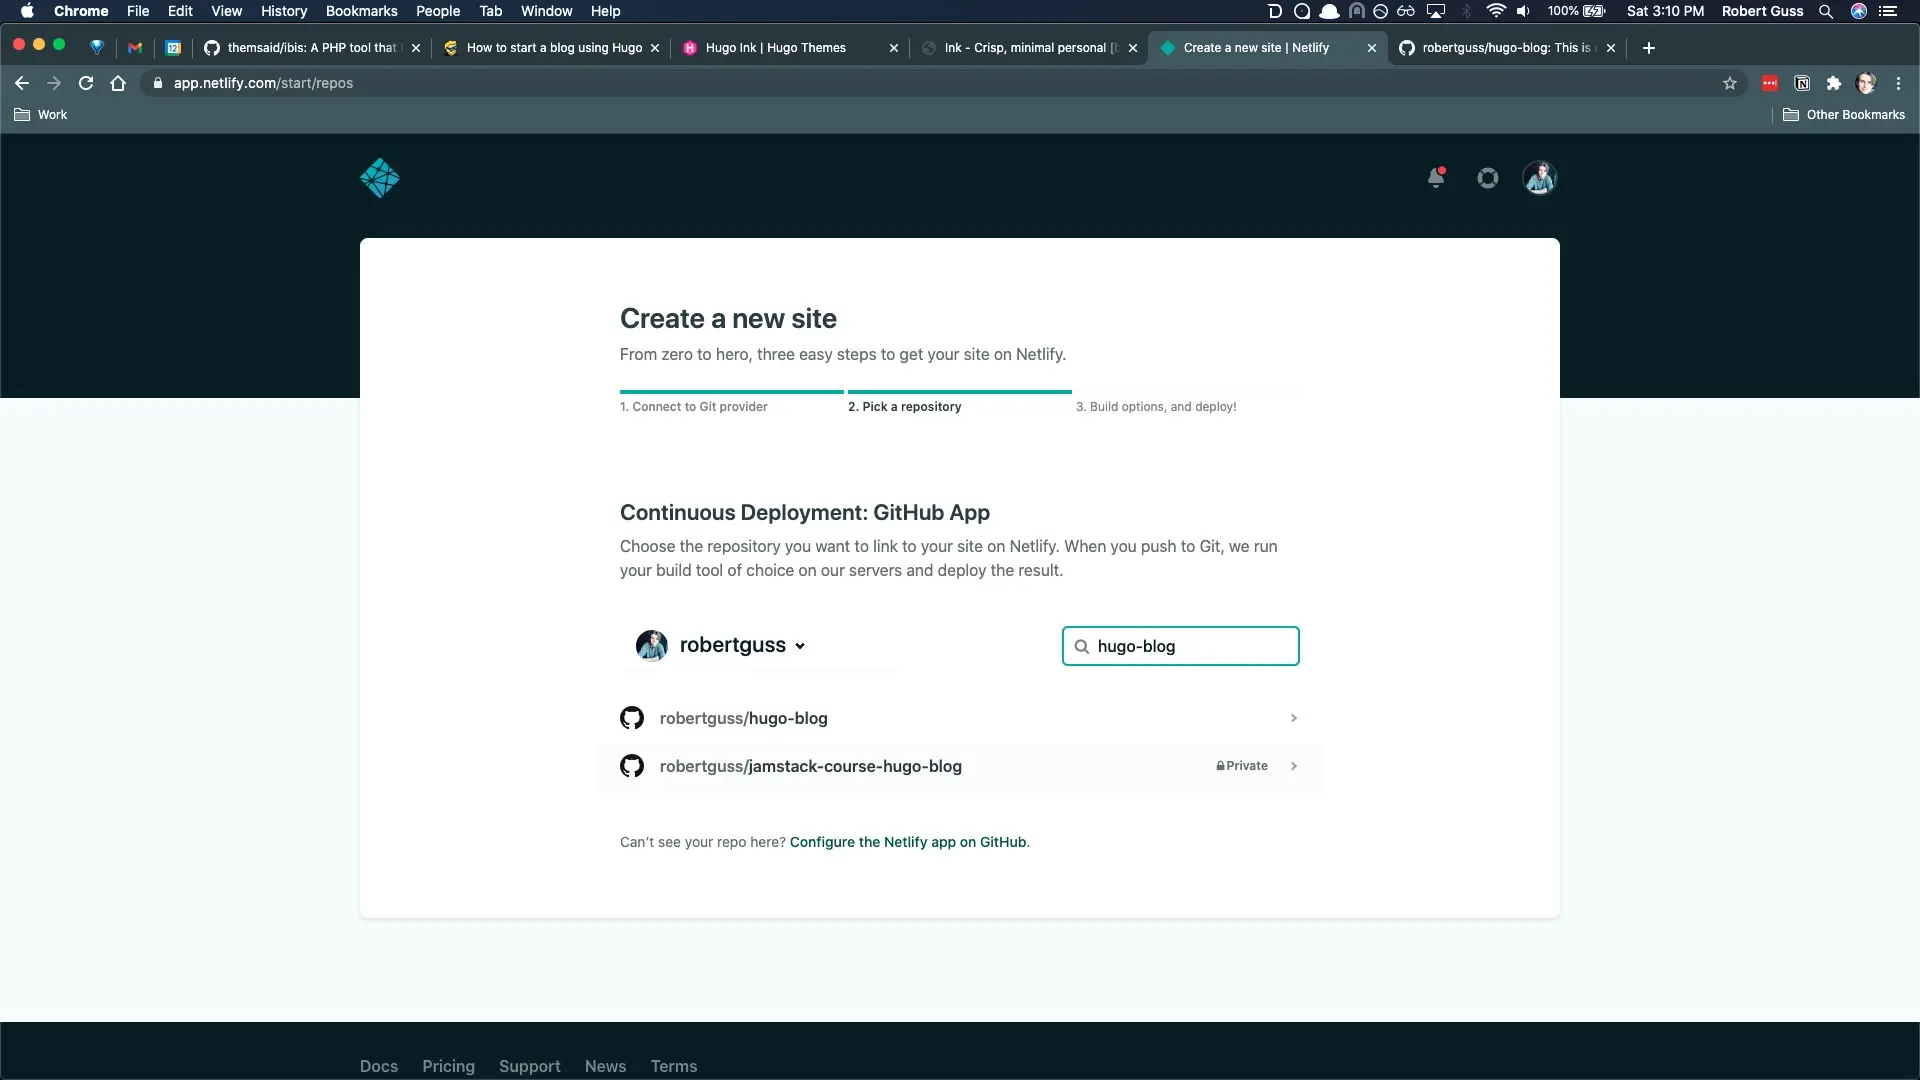 Chrome File Edit View History Bookmarks People Tab Window Help 100% Sat 3:10 PM Robert Guss
12 themsaid/ibis: A PHP tool that How to start a blog using Hugo Hugo Ink | Hugo Themes Ink - Crisp, minimal personal Create a new site | Netlify robertguss/hugo-blog: This is
app.netlify.com/start/repos
Work Other Bookmarks
Create a new site
From zero to hero, three easy steps to get your site on Netlify.
1. Connect to Git provider 2. Pick a repository 3. Build options, and deploy!
Continuous Deployment: GitHub App
Choose the repository you want to link to your site on Netlify. When you push to Git, we run
your build tool of choice on our servers and deploy the result.
robertguss hugo-blog
robertguss/hugo-blog
robertguss/jamstack-course-hugo-blog Private
Can’t see your repo here? Configure the Netlify app on GitHub.
Docs Pricing Support News Terms